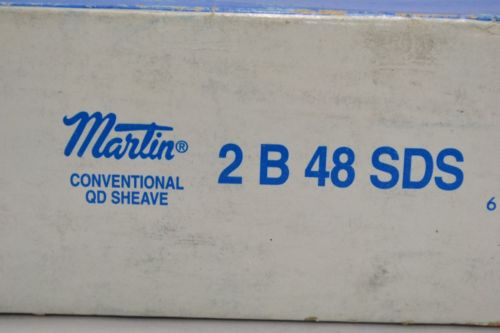 Martin®
CONVENTIONAL
QD SHEAVE
2 B 48 SDS
6